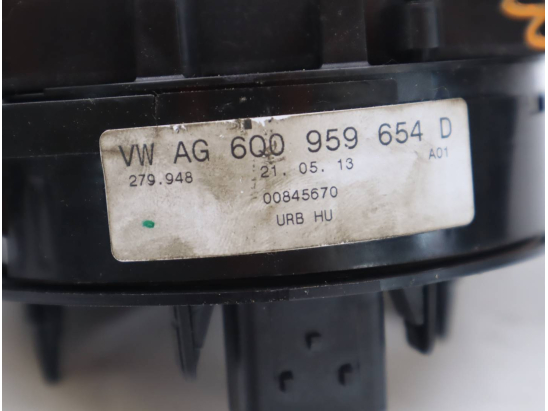 VW AG 6Q0 959 654 D
279.948 21. 05. 13 A01
00845670
URB HU